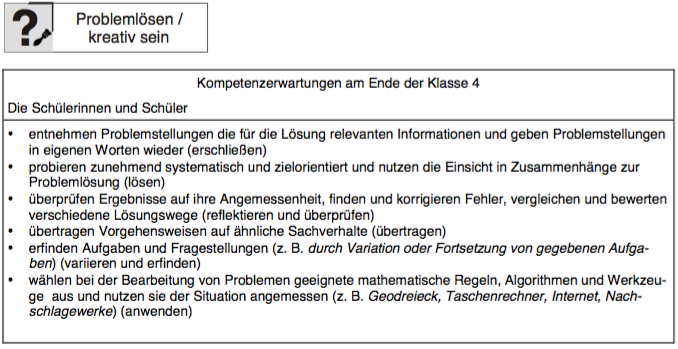 ?
Problemlösen /
kreativ sein
Kompetenzerwartungen am Ende der Klasse 4
Die Schülerinnen und Schüler
• entnehmen Problemstellungen die für die Lösung relevanten Informationen und geben Problemstellungen
in eigenen Worten wieder (erschließen)
• probieren zunehmend systematisch und zielorientiert und nutzen die Einsicht in Zusammenhänge zur
Problemlösung (lösen)
• überprüfen Ergebnisse auf ihre Angemessenheit, finden und korrigieren Fehler, vergleichen und bewerten
verschiedene Lösungswege (reflektieren und überprüfen)
• übertragen Vorgehensweisen auf ähnliche Sachverhalte (übertragen)
• erfinden Aufgaben und Fragestellungen (z. B. durch Variation oder Fortsetzung von gegebenen Aufga-
ben) (variieren und erfinden)
• wählen bei der Bearbeitung von Problemen geeignete mathematische Regeln, Algorithmen und Werkzeu-
ge aus und nutzen sie der Situation angemessen (z. B. Geodreieck, Taschenrechner, Internet, Nach-
schlagewerke) (anwenden)